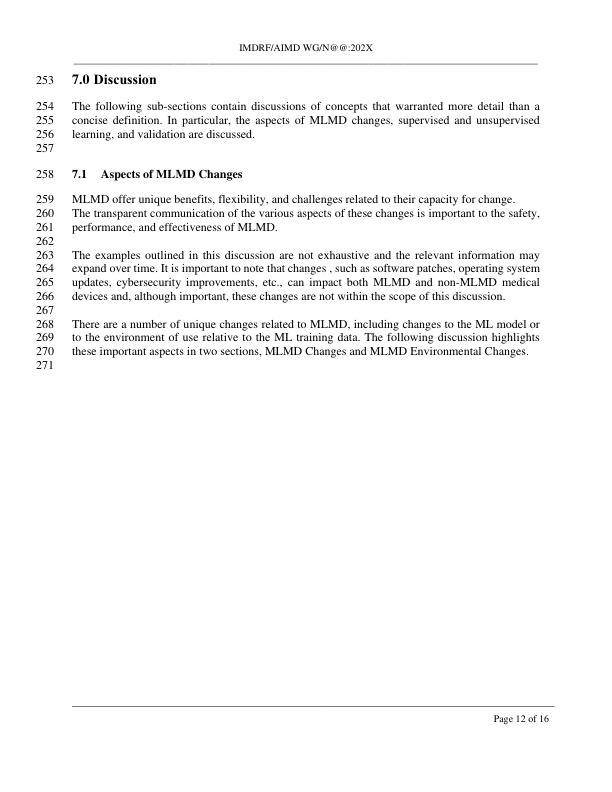 IMDRF/AIMD WG/N@@:202X
253 7.0 Discussion
254 The following sub-sections contain discussions of concepts that warranted more detail than a
255 concise definition. In particular, the aspects of MLMD changes, supervised and unsupervised
256 learning, and validation are discussed.
257
258 7.1 Aspects of MLMD Changes
259 MLMD offer unique benefits, flexibility, and challenges related to their capacity for change.
260 The transparent communication of the various aspects of these changes is important to the safety,
261 performance, and effectiveness of MLMD.
262
263 The examples outlined in this discussion are not exhaustive and the relevant information may
264 expand over time. It is important to note that changes , such as software patches, operating system
265 updates, cybersecurity improvements, etc., can impact both MLMD and non-MLMD medical
266 devices and, although important, these changes are not within the scope of this discussion.
267
268 There are a number of unique changes related to MLMD, including changes to the ML model or
269 to the environment of use relative to the ML training data. The following discussion highlights
270 these important aspects in two sections, MLMD Changes and MLMD Environmental Changes.
271
Page 12 of 16